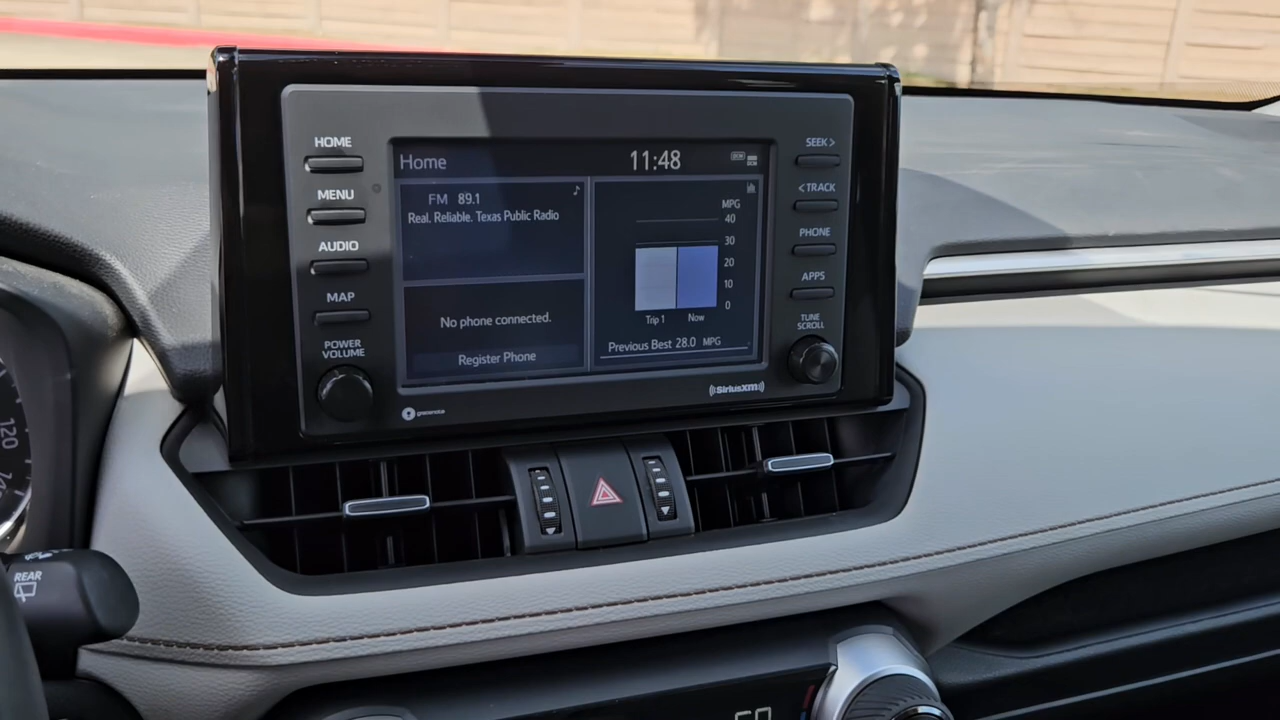 HOME
MENU
AUDIO
MAP
POWER
VOLUME
Home
11:48
FM 89.1
Real. Reliable. Texas Public Radio
No phone connected.
Register Phone
MPG
40
30
20
10
0
Trip 1
Now
Previous Best 28.0 MPG
SEEK >
< TRACK
PHONE
APPS
TUNE
SCROLL
((SiriusXM))
120
REAR